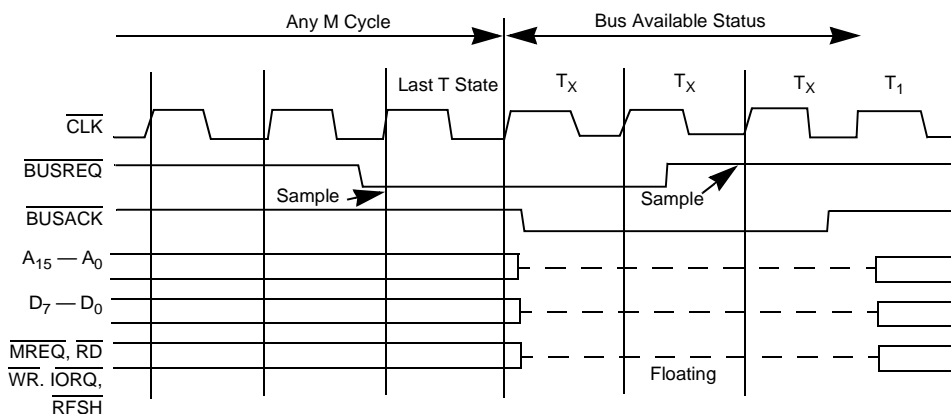 Any M Cycle
Bus Available Status
Last T State
TX
TX
TX
T1
CLK
BUSREQ
Sample
Sample
BUSACK
A15 — A0
D7 — D0
MREQ, RD
WR. IORQ,
RFSH
Floating